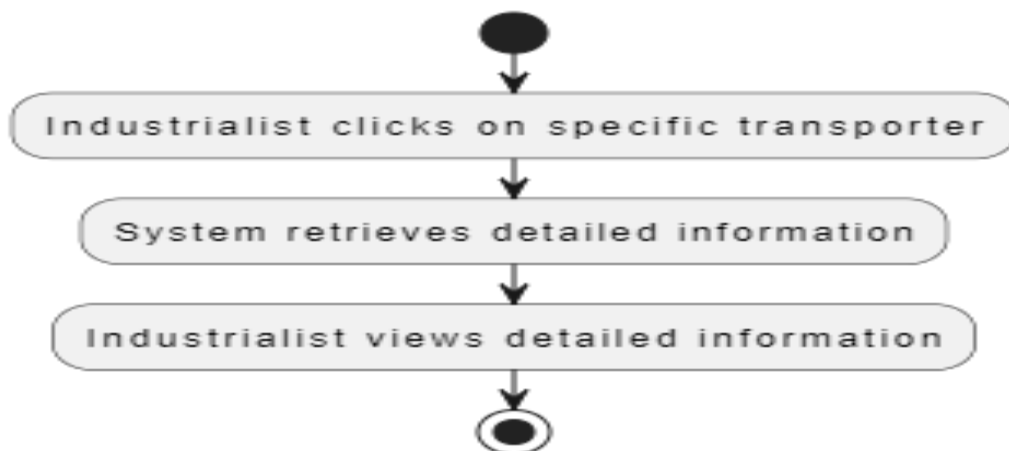 Industrialist clicks on specific transporter
System retrieves detailed information
Industrialist views detailed information